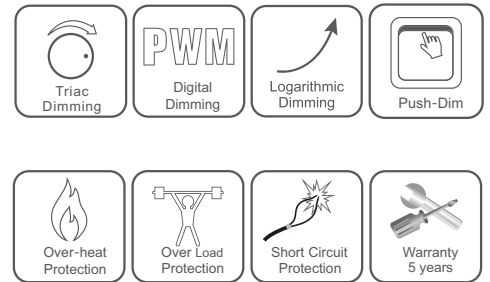 PWM
Triac
Dimming
Digital
Dimming
Logarithmic
Dimming
Push-Dim
Over-heat
Protection
Over Load
Protection
Short Circuit
Protection
Warranty
5 years